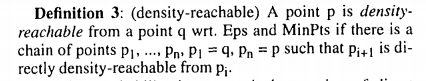 Definition 3: (density-reachable) A point p is density-
reachable from a point q wrt. Eps and MinPts if there is a
chain of points p1, ..., pn, p1 = q, pn = p such that pi+1 is di-
rectly density-reachable from pi.